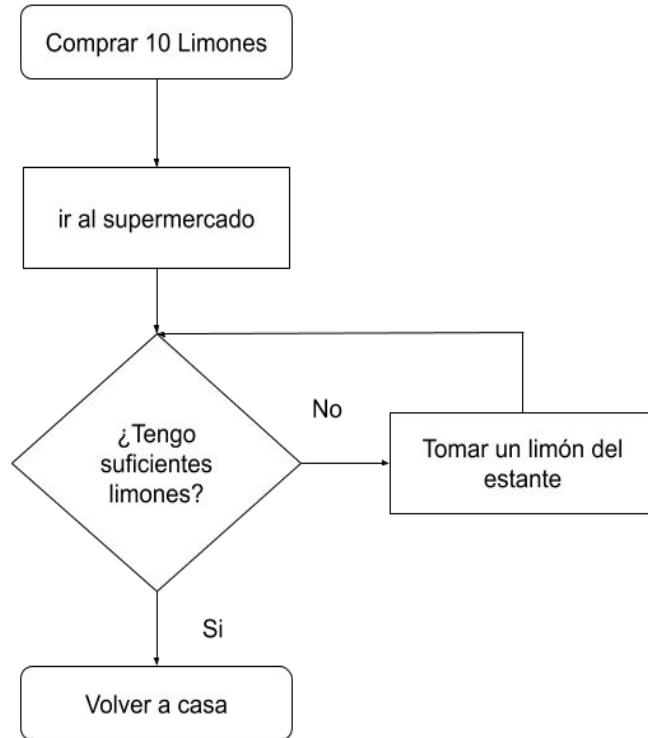 Comprar 10 Limones
ir al supermercado
¿Tengo
suficientes
limones?
No
Tomar un limón del
estante
Si
Volver a casa